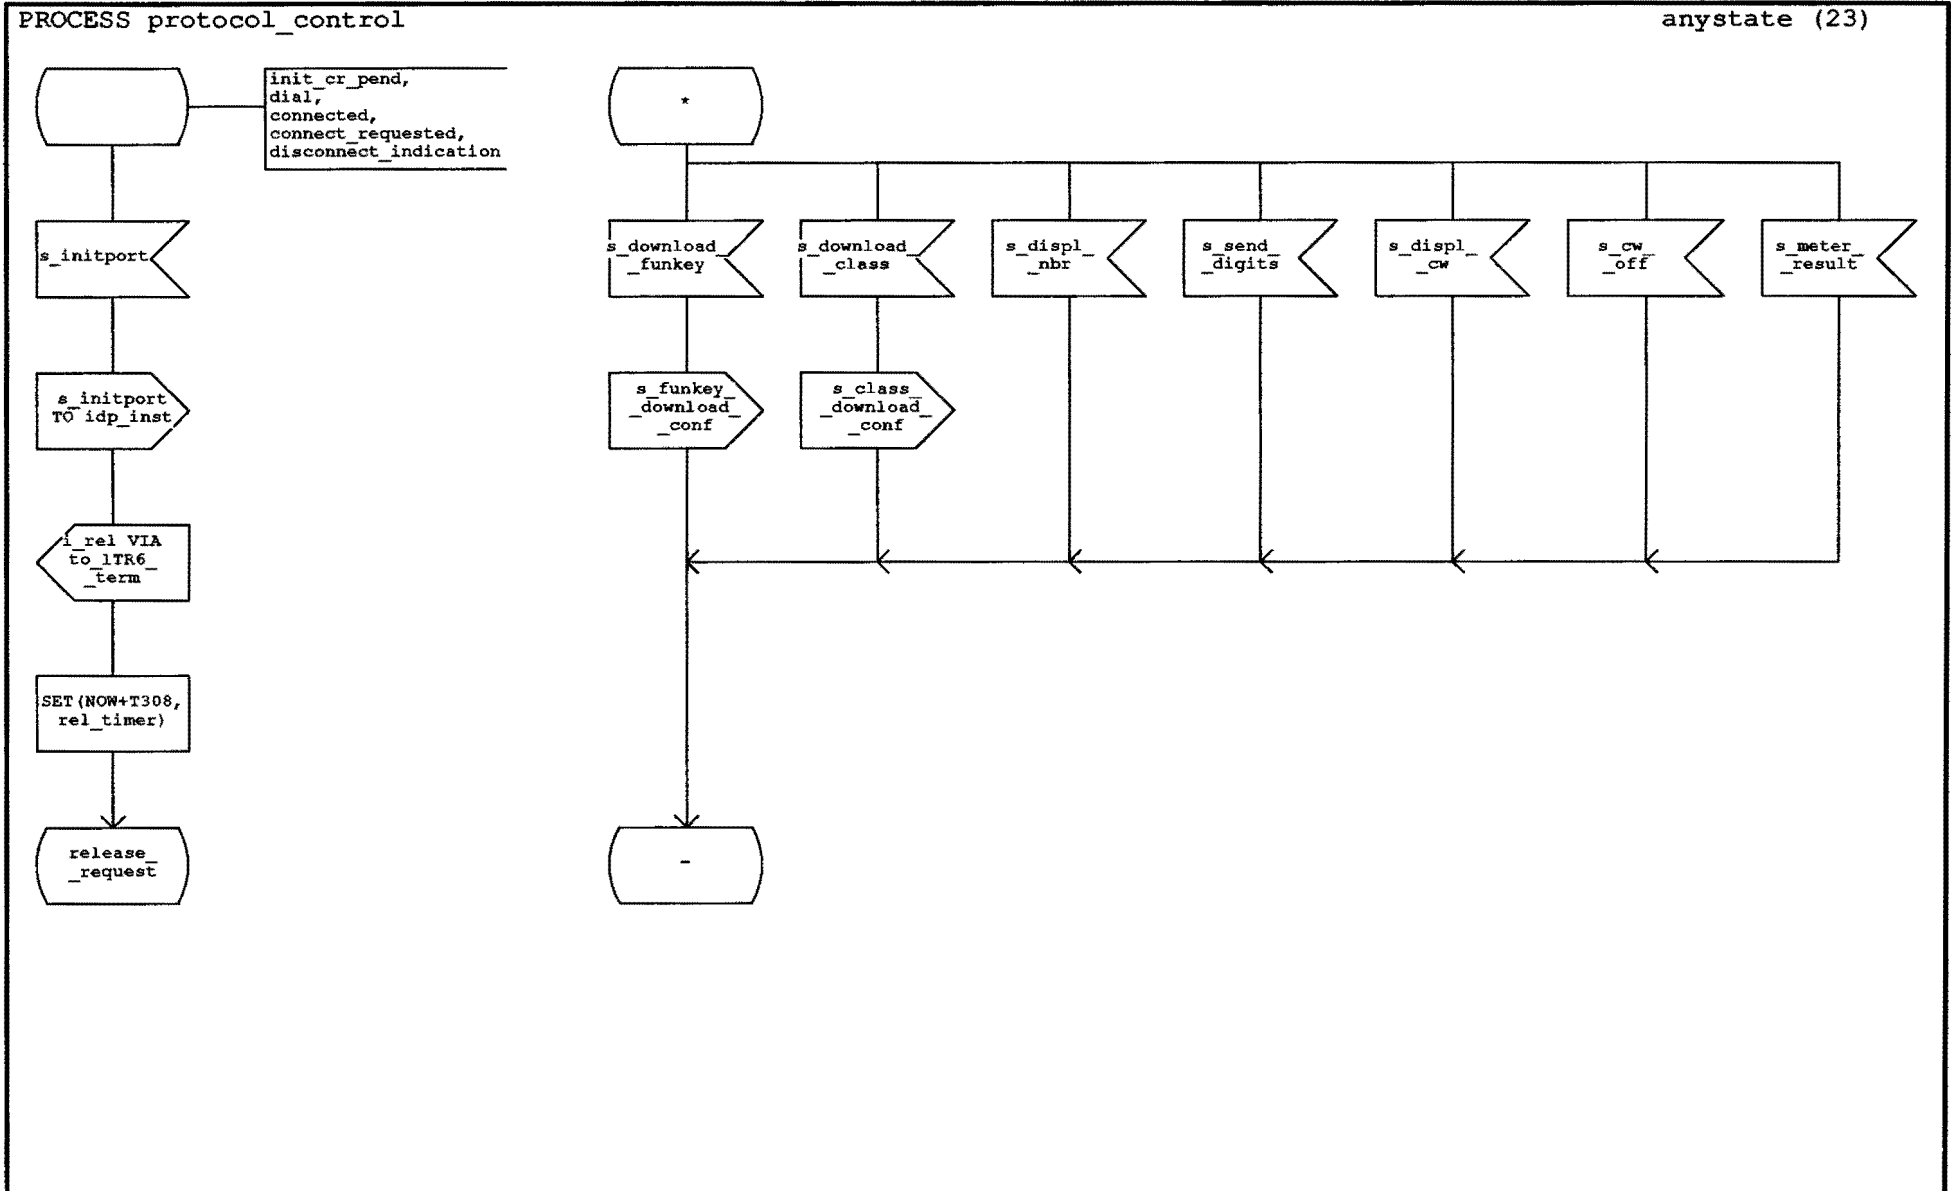 PROCESS protocol_control
anystate (23)
init_cr_pend,
dial,
connected,
connect_requested,
disconnect_indication
*
s_initport
s_download_
_funkey
s_download_
_class
s_displ_
_nbr
s_send_
_digits
s_displ_
_cw
s_cw_
_off
s_meter_
_result
s_initport
TO idp_inst
s_funkey_
_download_
_conf
s_class_
_download_
_conf
i_rel VIA
to_1TR6_
_term
SET(NOW+T308,
rel_timer)
release_
_request
-